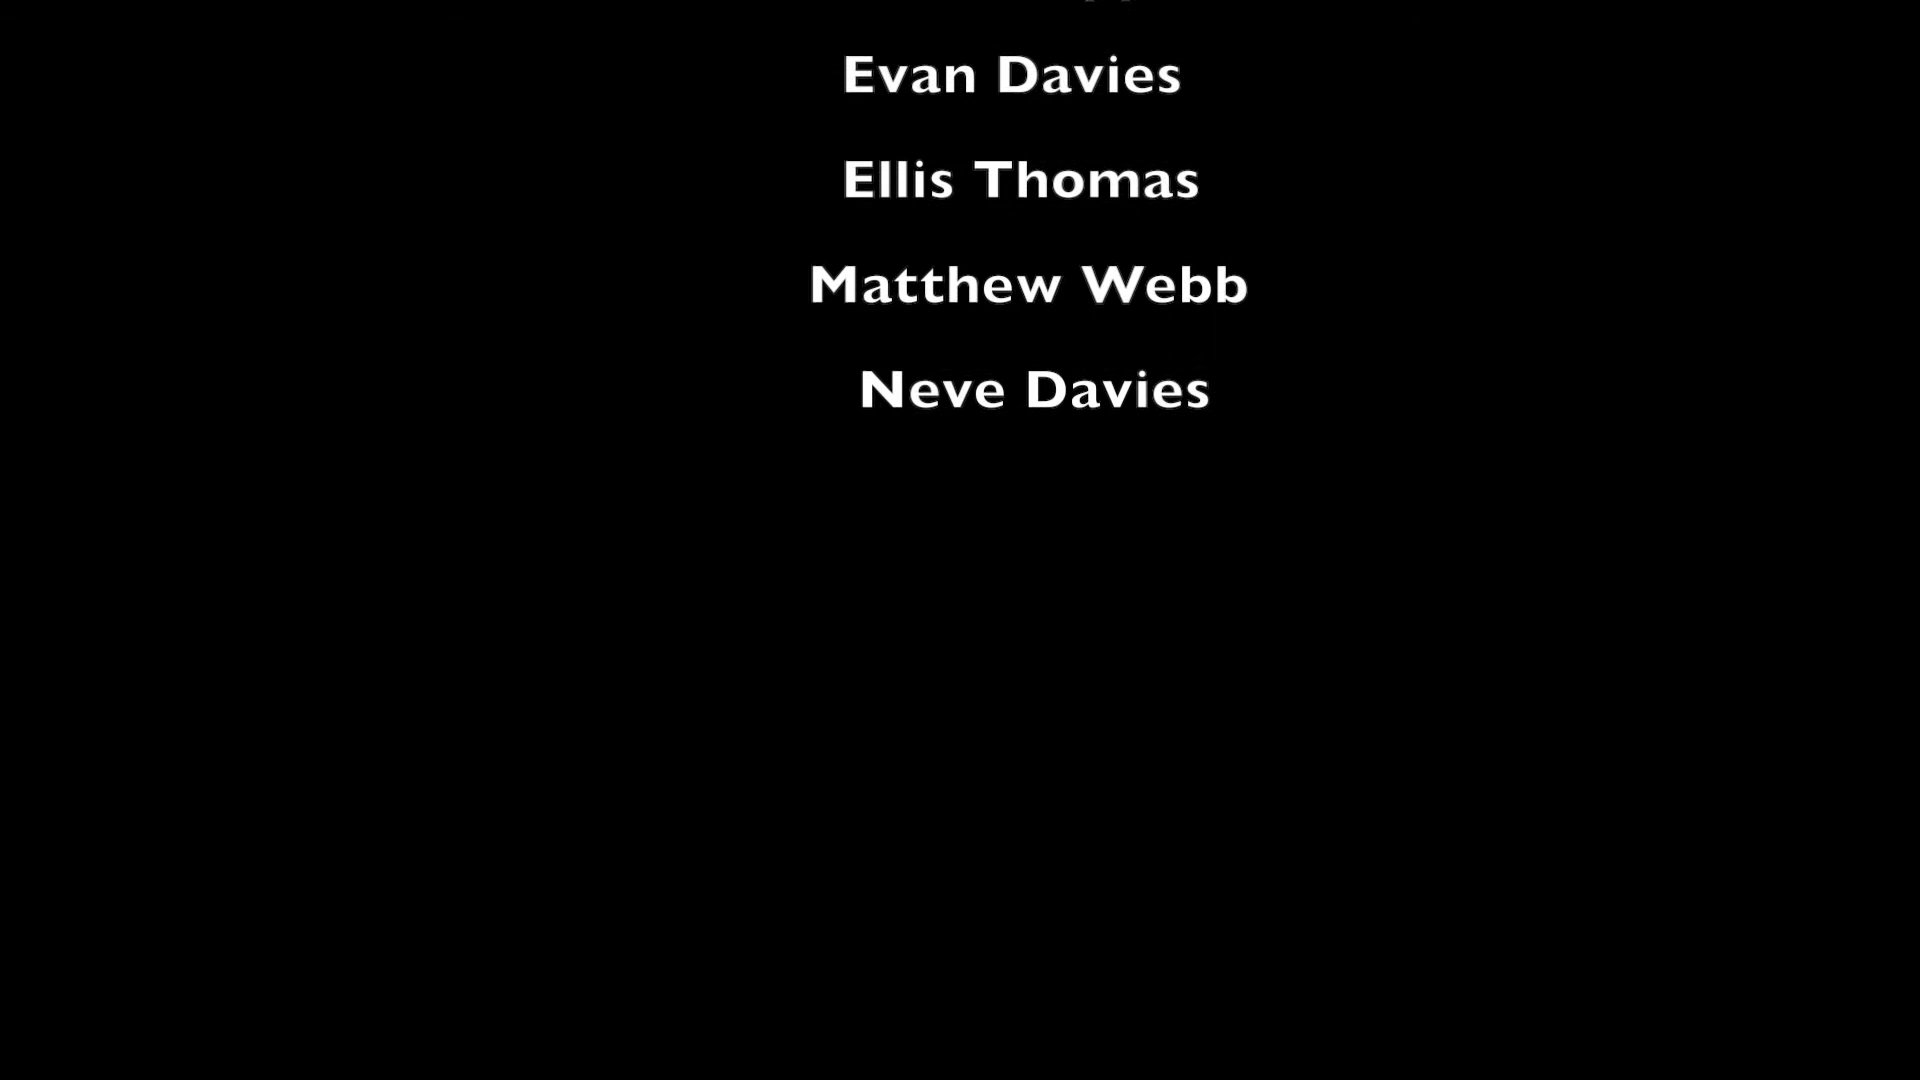 Evan Davies
Ellis Thomas
Matthew Webb
Neve Davies